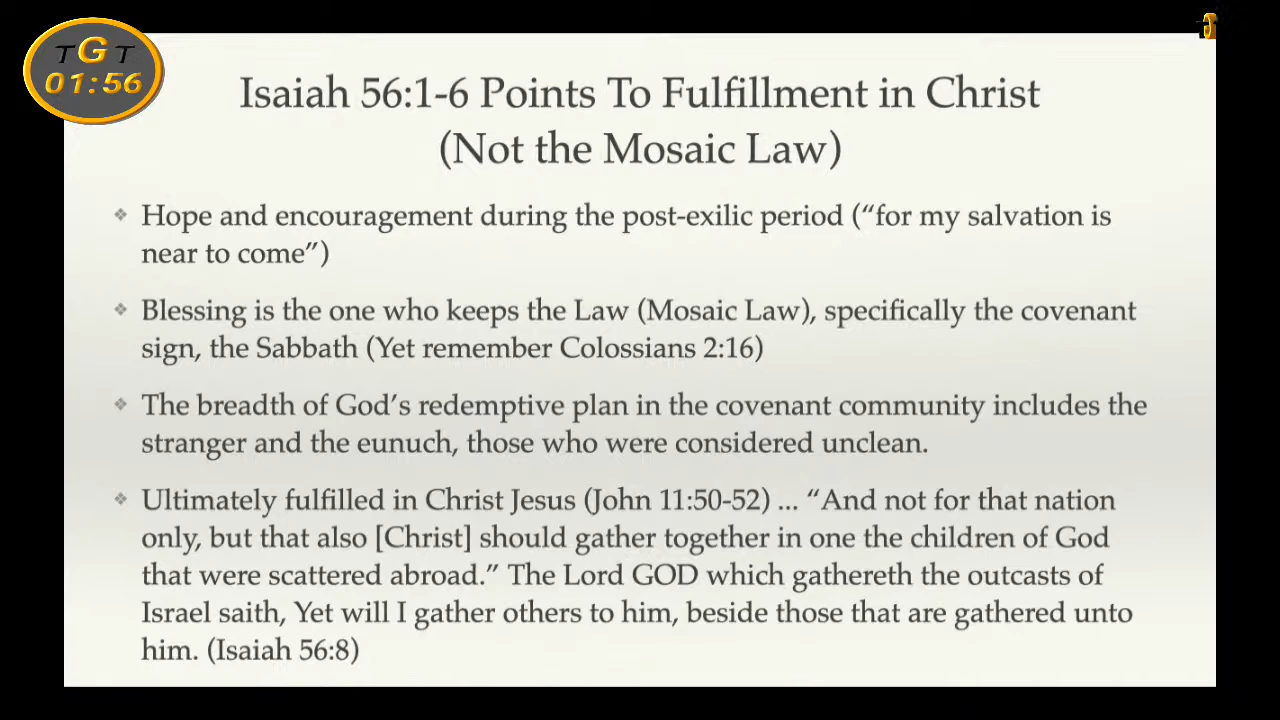 TGT
01:56
Isaiah 56:1-6 Points To Fulfillment in Christ
(Not the Mosaic Law)
❖ Hope and encouragement during the post-exilic period (“for my salvation is
near to come”)
❖ Blessing is the one who keeps the Law (Mosaic Law), specifically the covenant
sign, the Sabbath (Yet remember Colossians 2:16)
❖ The breadth of God’s redemptive plan in the covenant community includes the
stranger and the eunuch, those who were considered unclean.
❖ Ultimately fulfilled in Christ Jesus (John 11:50-52) ... “And not for that nation
only, but that also [Christ] should gather together in one the children of God
that were scattered abroad.” The Lord GOD which gathereth the outcasts of
Israel saith, Yet will I gather others to him, beside those that are gathered unto
him. (Isaiah 56:8)